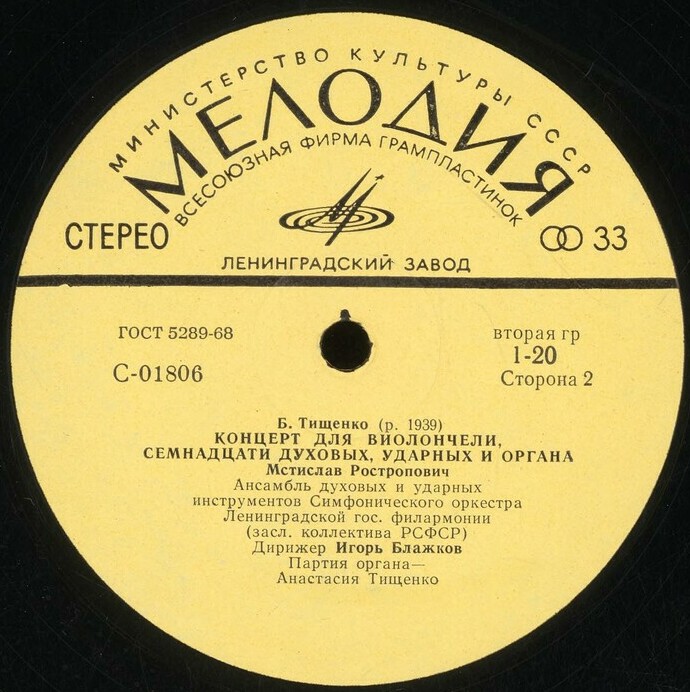 МИНИСТЕРСТВО КУЛЬТУРЫ СССР
МЕЛОДИЯ
ВСЕСОЮЗНАЯ ФИРМА ГРАМПЛАСТИНОК
СТЕРЕО
33
ЛЕНИНГРАДСКИЙ ЗАВОД
ГОСТ 5289-68
С-01806
вторая гр
1-20
Сторона 2
Б. Тищенко (р. 1939)
КОНЦЕРТ ДЛЯ ВИОЛОНЧЕЛИ,
СЕМНАДЦАТИ ДУХОВЫХ, УДАРНЫХ И ОРГАНА
Мстислав Ростропович
Ансамбль духовых и ударных
инструментов Симфонического оркестра
Ленинградской гос. филармонии
(засл. коллектива РСФСР)
Дирижер Игорь Блажков
Партия органа—
Анастасия Тищенко